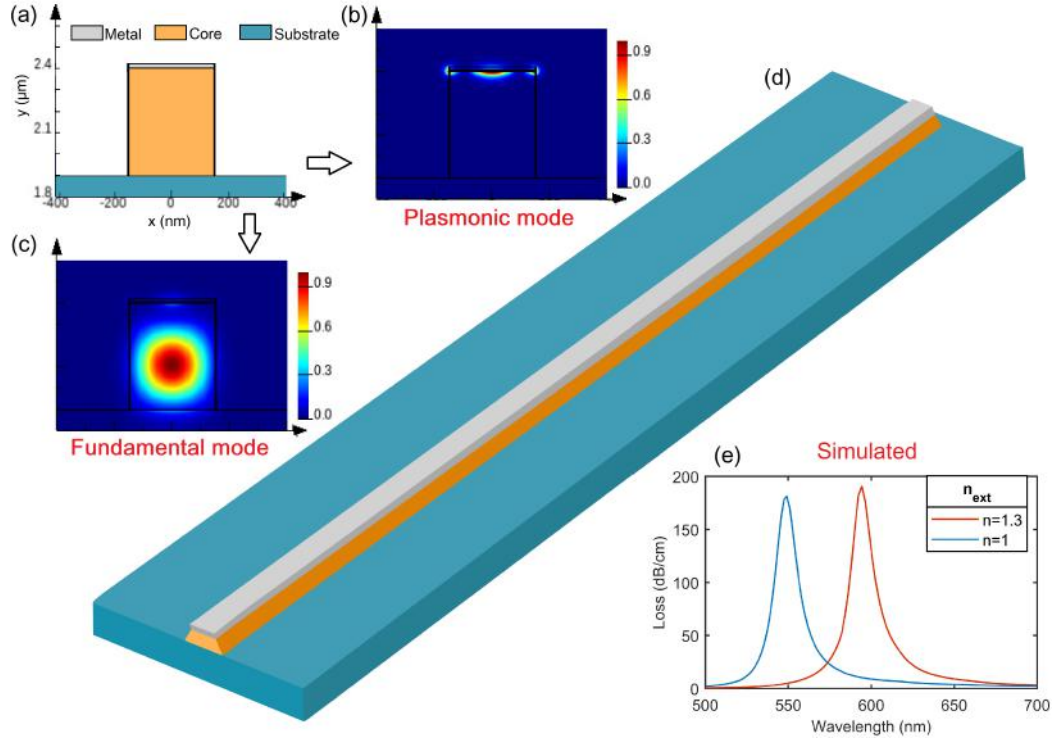 (a)
Metal Core Substrate
y (μm)
2.4
2.1
1.8
-400 -200 0 200 400
x (nm)
(b)
0.9
0.6
0.3
0.0
Plasmonic mode
(c)
0.9
0.6
0.3
0.0
Fundamental mode
(d)
(e) Simulated
200
150
100
50
0
Loss (dB/cm)
500 550 600 650 700
Wavelength (nm)
n_ext
n=1.3
n=1